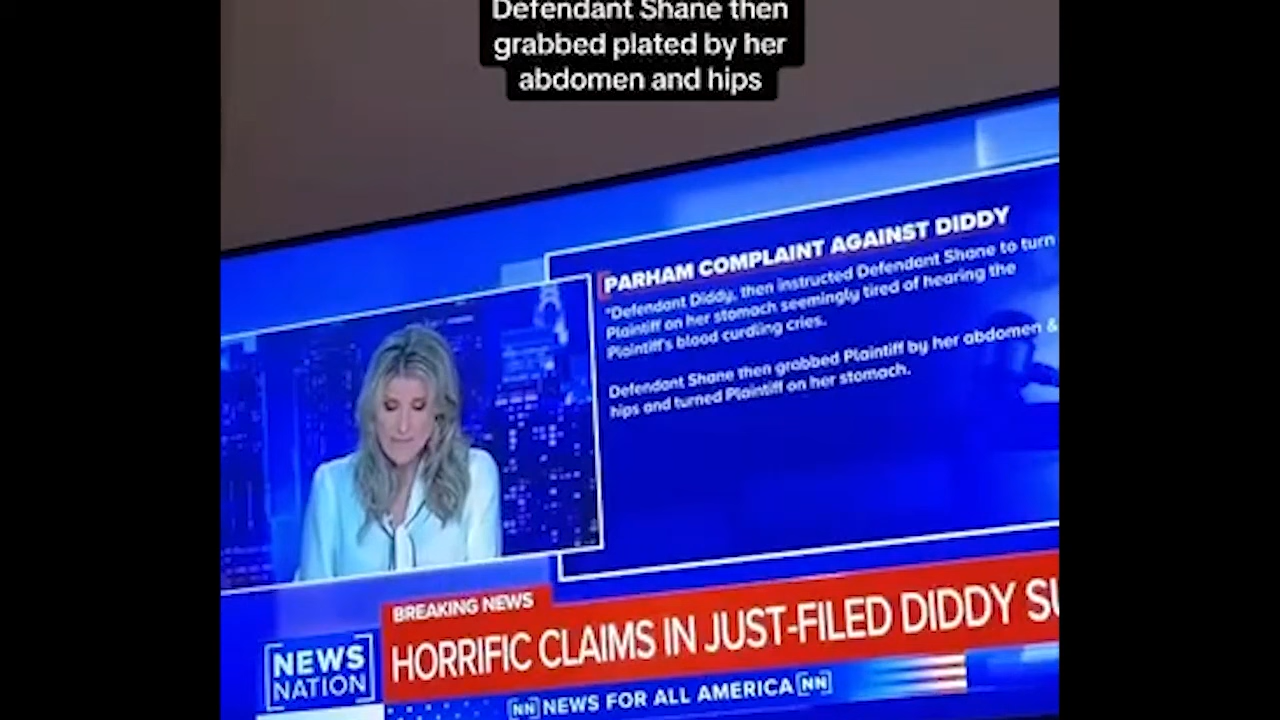 Defendant Shane then
grabbed plated by her
abdomen and hips
PARHAM COMPLAINT AGAINST DIDDY
"Defendant Diddy, then instructed Defendant Shane to turn
Plaintiff on her stomach seemingly tired of hearing the
Plaintiff's blood curdling cries.
Defendant Shane then grabbed Plaintiff by her abdomen &
hips and turned Plaintiff on her stomach.
BREAKING NEWS
HORRIFIC CLAIMS IN JUST-FILED DIDDY SU
NEWS
NATION
NN NEWS FOR ALL AMERICA NN